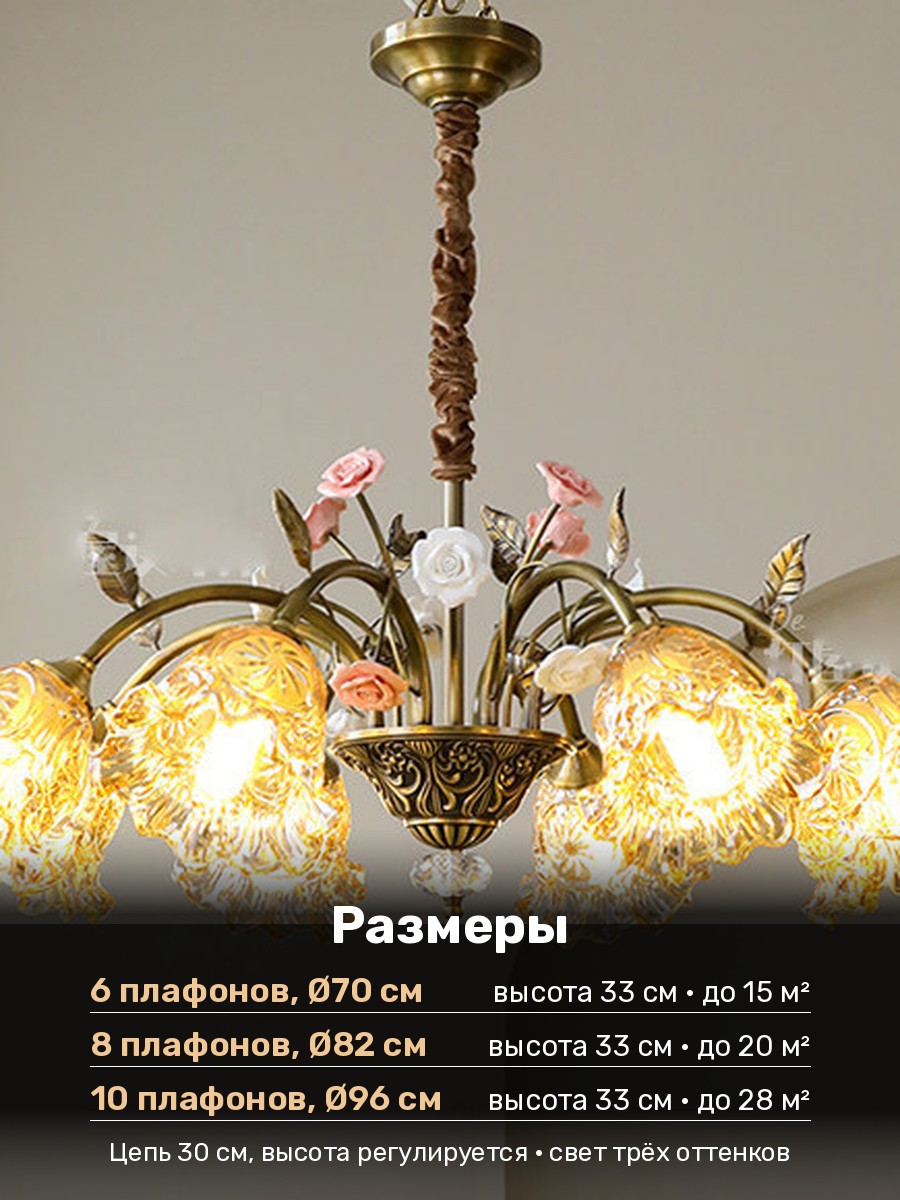 Размеры
6 плафонов, Ø70 см высота 33 см • до 15 м²
8 плафонов, Ø82 см высота 33 см • до 20 м²
10 плафонов, Ø96 см высота 33 см • до 28 м²
Цепь 30 см, высота регулируется • свет трёх оттенков